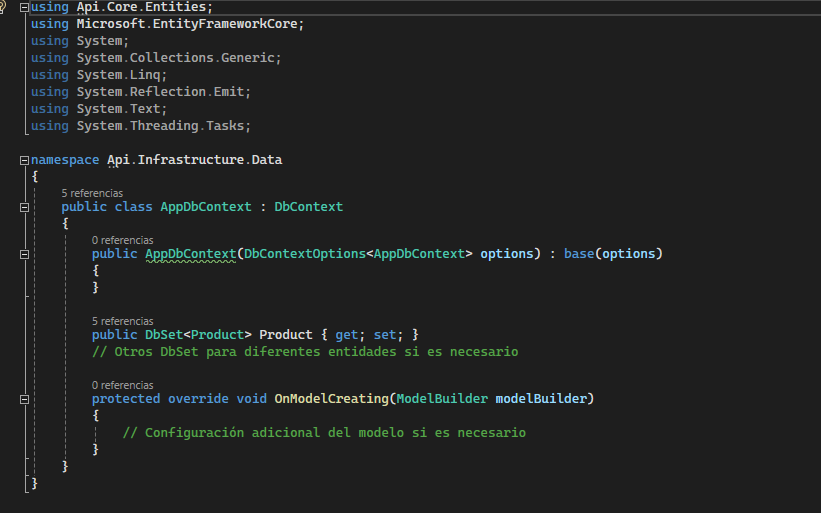 using Api.Core.Entities;
using Microsoft.EntityFrameworkCore;
using System;
using System.Collections.Generic;
using System.Linq;
using System.Reflection.Emit;
using System.Text;
using System.Threading.Tasks;
namespace Api.Infrastructure.Data
{
5 referencias
public class AppDbContext : DbContext
{
0 referencias
public AppDbContext(DbContextOptions<AppDbContext> options) : base(options)
{
}
5 referencias
public DbSet<Product> Product { get; set; }
// Otros DbSet para diferentes entidades si es necesario
0 referencias
protected override void OnModelCreating(ModelBuilder modelBuilder)
{
// Configuración adicional del modelo si es necesario
}
}
}